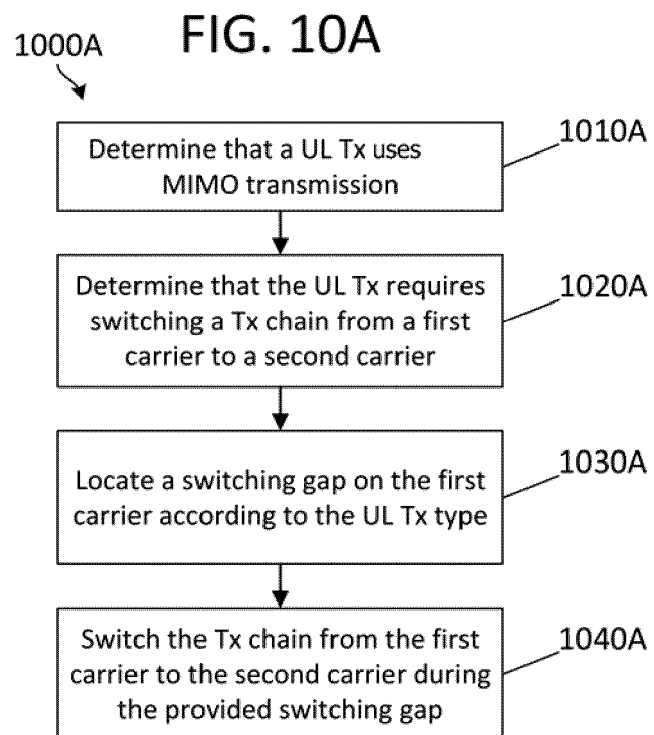 FIG. 10A
1000A
Determine that a UL Tx uses
MIMO transmission
1010A
Determine that the UL Tx requires
switching a Tx chain from a first
carrier to a second carrier
1020A
Locate a switching gap on the first
carrier according to the UL Tx type
1030A
Switch the Tx chain from the first
carrier to the second carrier during
the provided switching gap
1040A